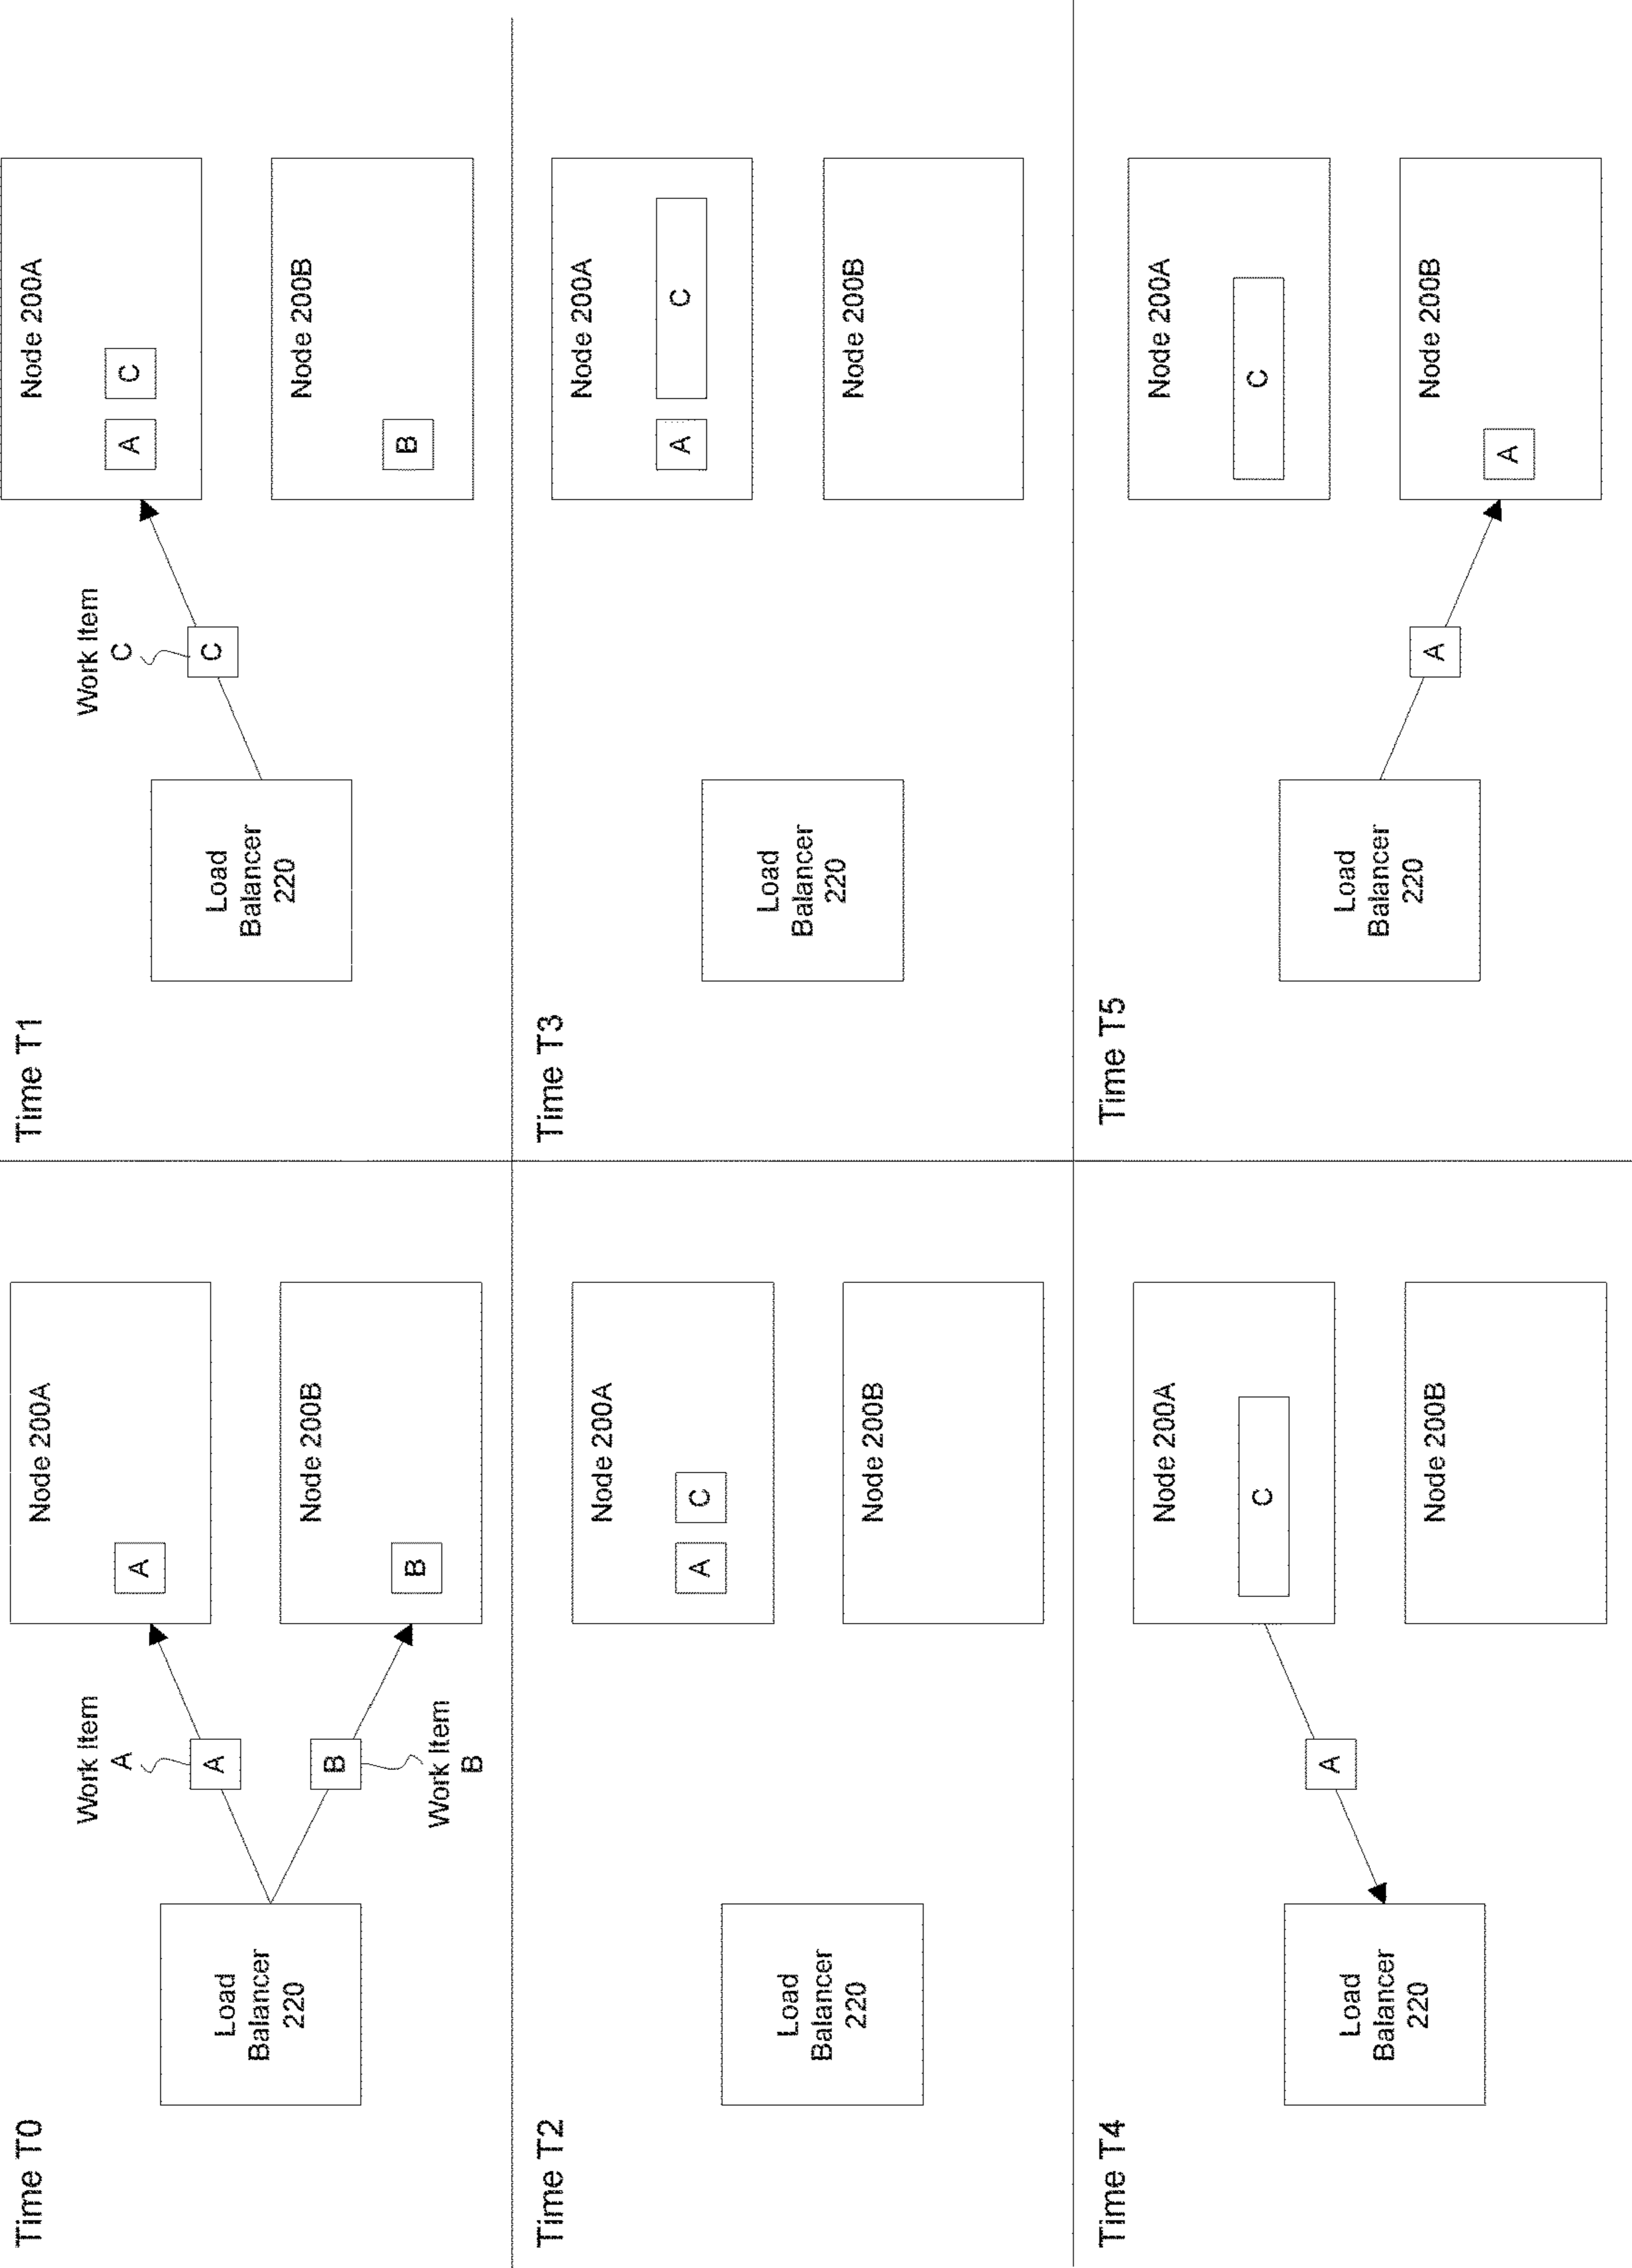 Time T0
Work Item
A
A
B
Work Item
B
Load
Balancer
220
Node 200A
A
Node 200B
B
Time T1
Work Item
C
C
Load
Balancer
220
Node 200A
A C
Node 200B
B
Time T2
Load
Balancer
220
Node 200A
A C
Node 200B
Time T3
Load
Balancer
220
Node 200A
A C
Node 200B
Time T4
Load
Balancer
220
A
Node 200A
C
Node 200B
Time T5
Load
Balancer
220
A
Node 200A
C
Node 200B
A